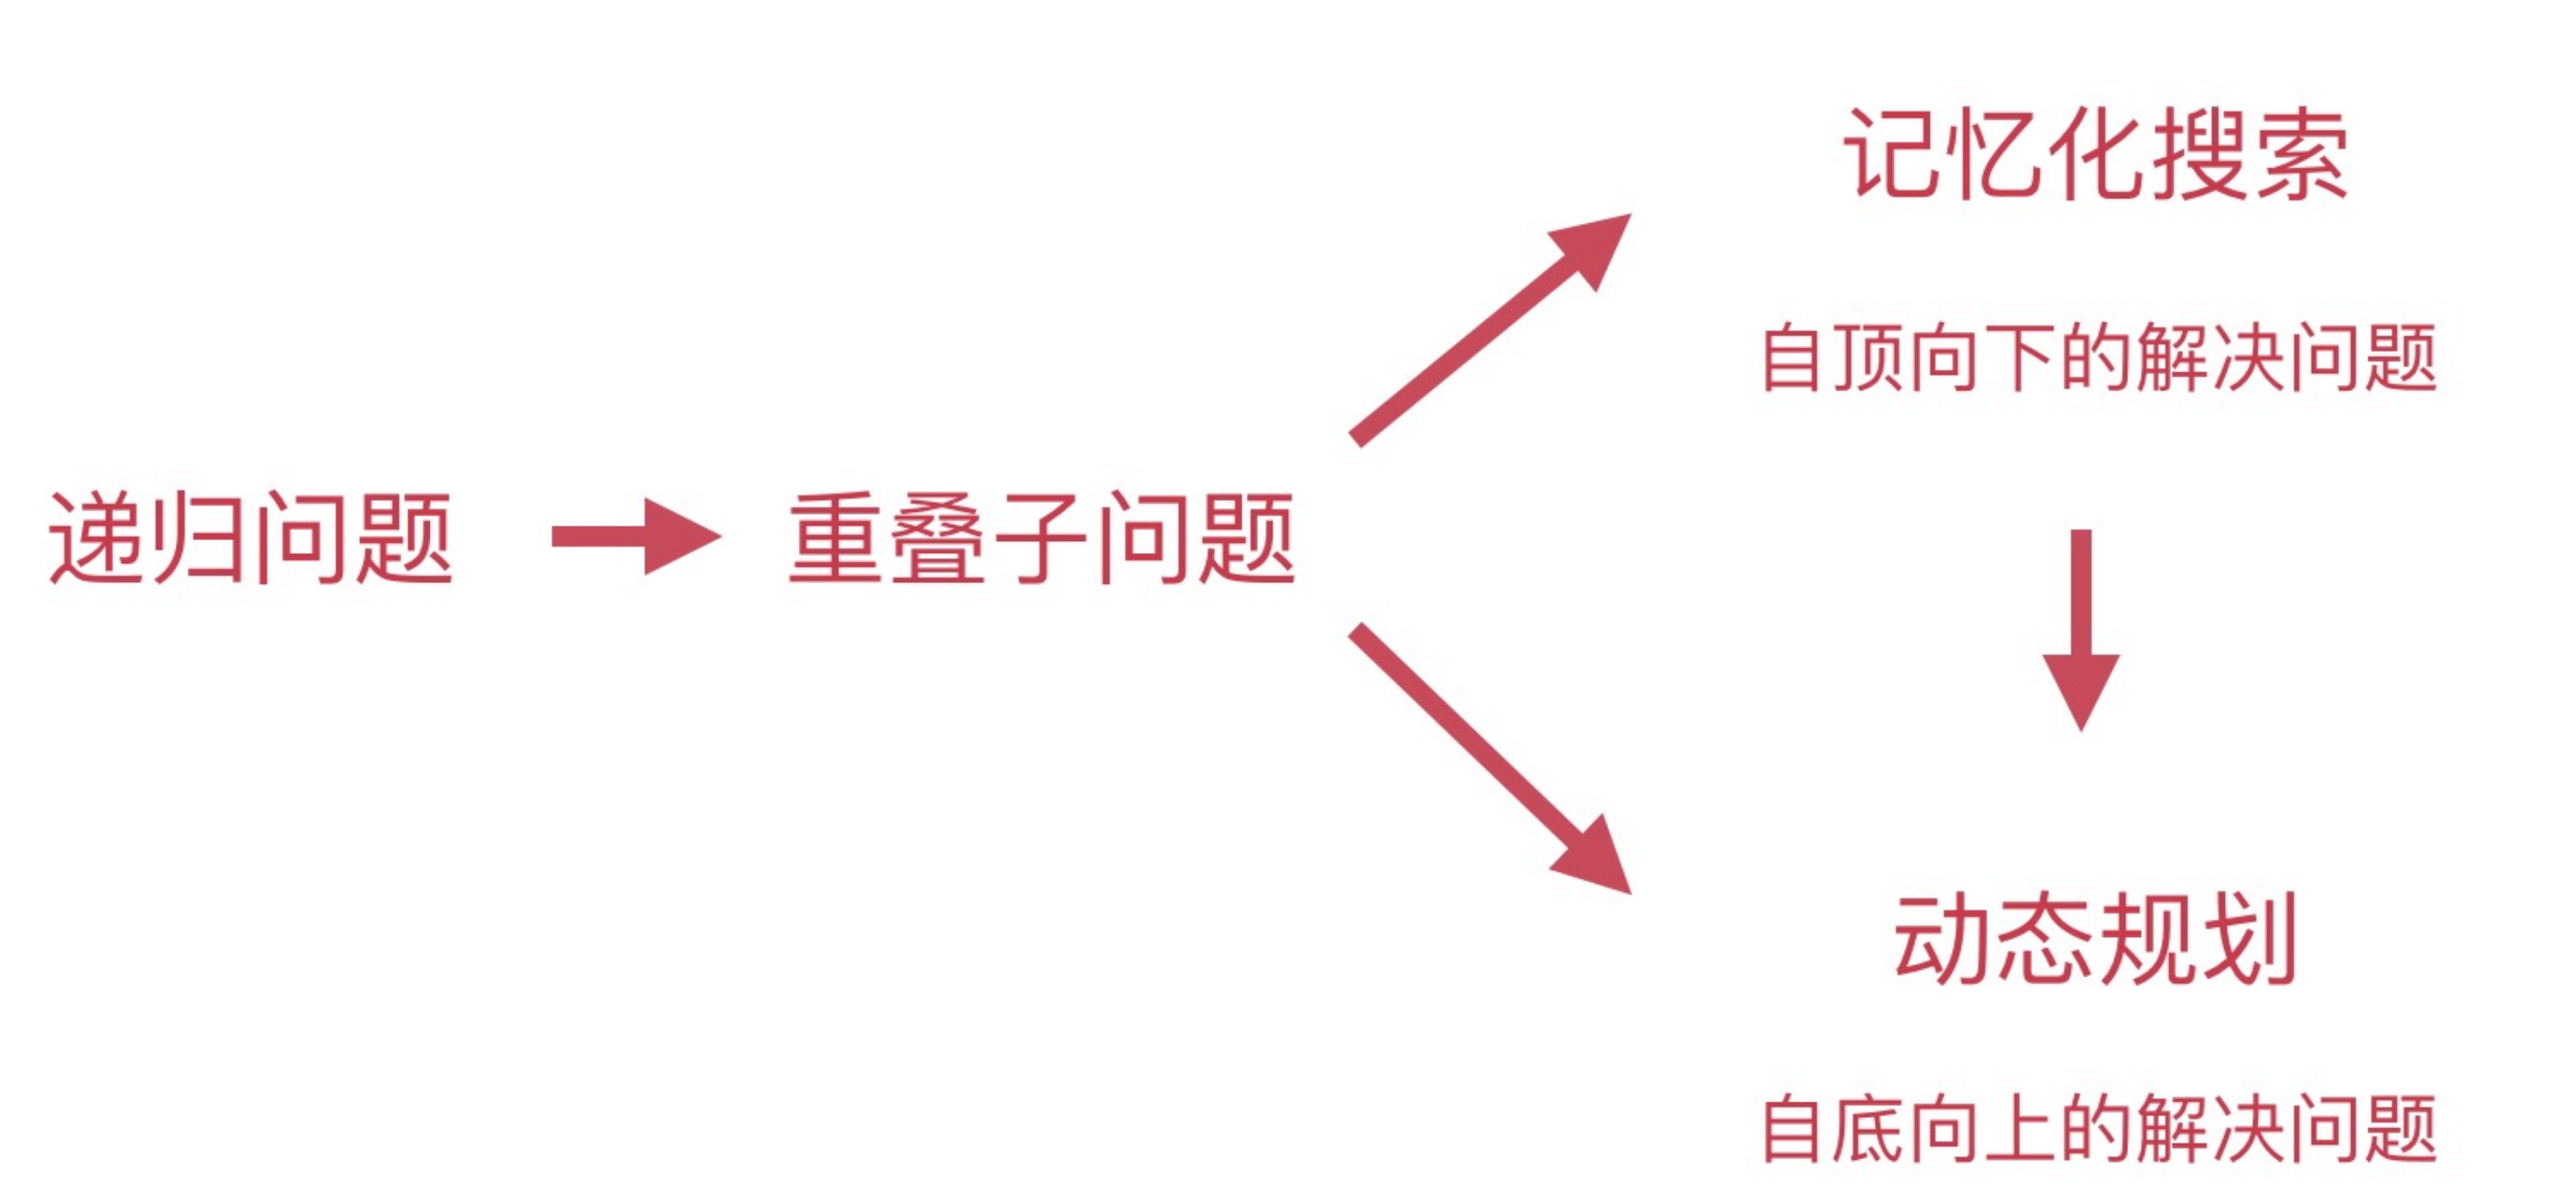 记忆化搜索
自顶向下的解决问题
递归问题
重叠子问题
动态规划
自底向上的解决问题